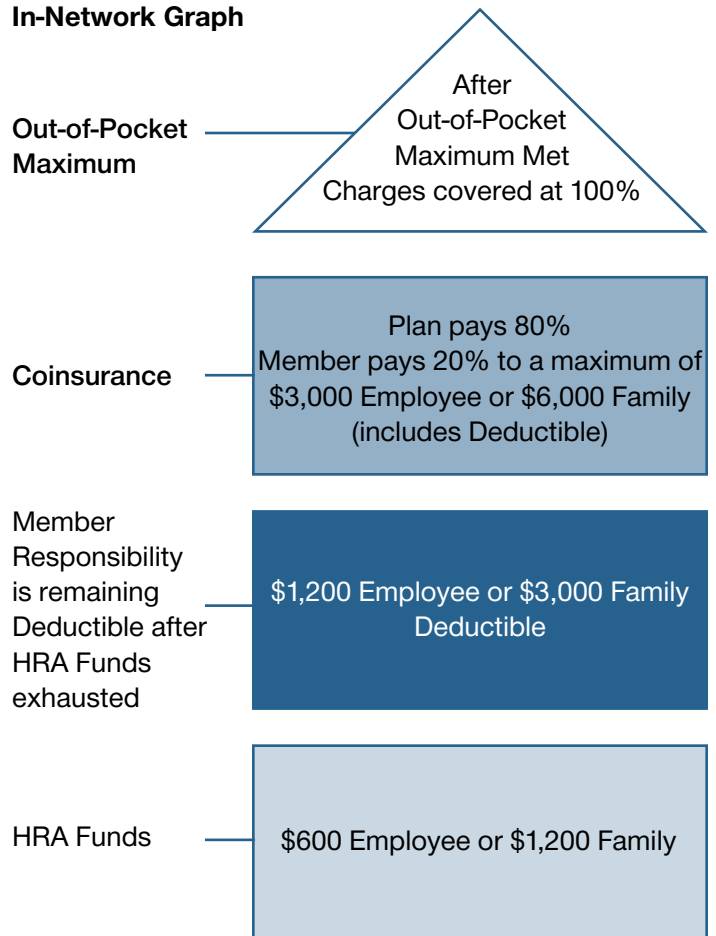 In-Network Graph
After
Out-of-Pocket
Maximum Met
Charges covered at 100%
Out-of-Pocket
Maximum
Plan pays 80%
Member pays 20% to a maximum of
$3,000 Employee or $6,000 Family
(includes Deductible)
Coinsurance
Member
Responsibility
is remaining
Deductible after
HRA Funds
exhausted
$1,200 Employee or $3,000 Family
Deductible
HRA Funds
$600 Employee or $1,200 Family